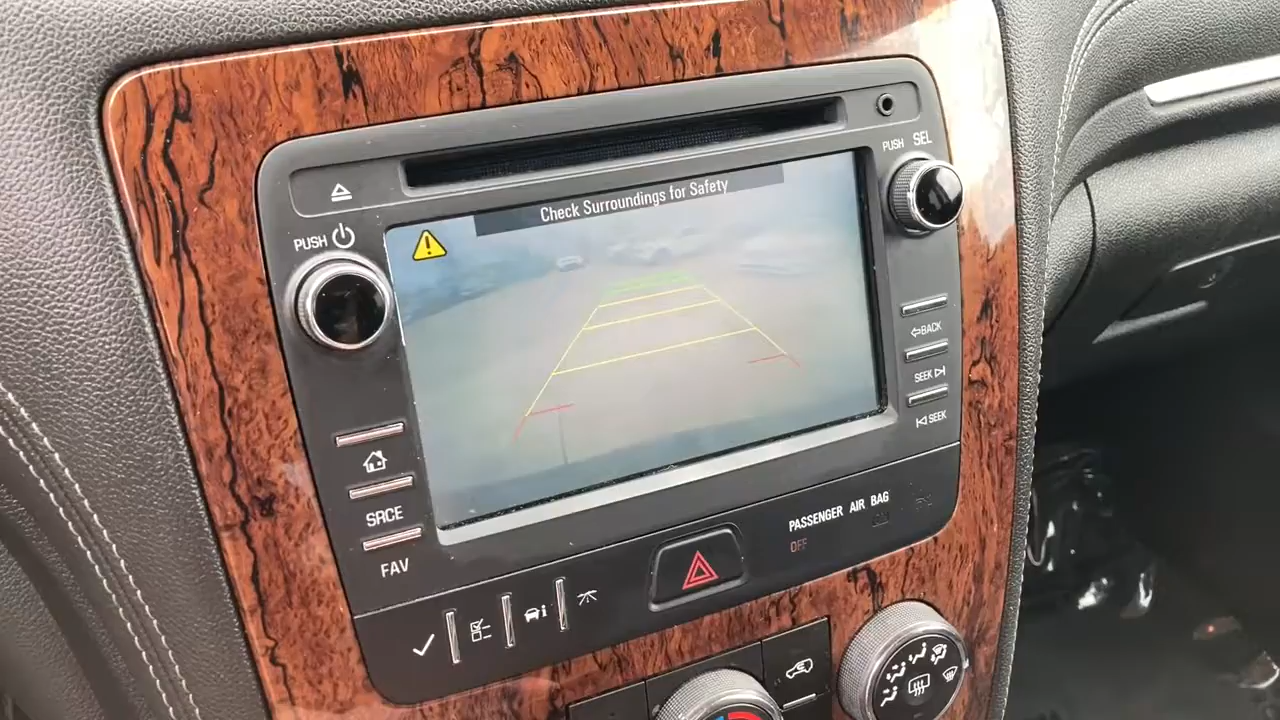 Check Surroundings for Safety
PUSH
PUSH SEL
BACK
SEEK
SEEK
SRCE
FAV
PASSENGER AIR BAG
OFF